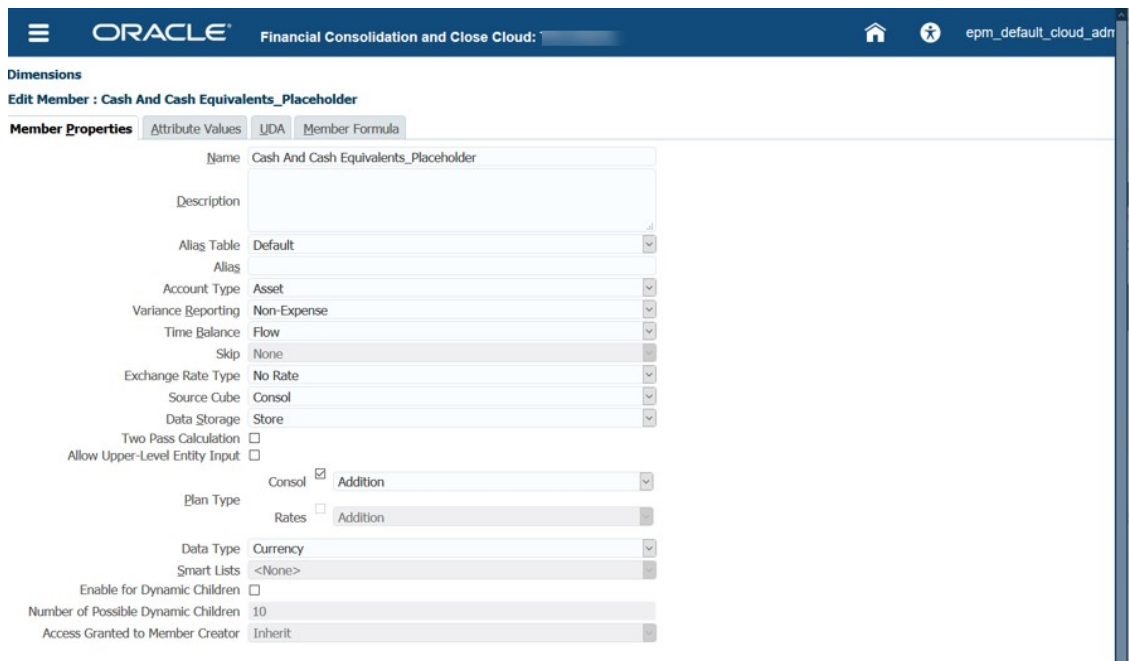 ORACLE® Financial Consolidation and Close Cloud: epm_default_cloud_adm
Dimensions
Edit Member : Cash And Cash Equivalents_Placeholder
Member Properties Attribute Values UDA Member Formula
Name Cash And Cash Equivalents_Placeholder
Description
Alias Table Default
Alias
Account Type Asset
Variance Reporting Non-Expense
Time Balance Flow
Skip None
Exchange Rate Type No Rate
Source Cube Consol
Data Storage Store
Two Pass Calculation
Allow Upper-Level Entity Input
Consol Addition
Plan Type
Rates Addition
Data Type Currency
Smart Lists <None>
Enable for Dynamic Children
Number of Possible Dynamic Children 10
Access Granted to Member Creator Inherit